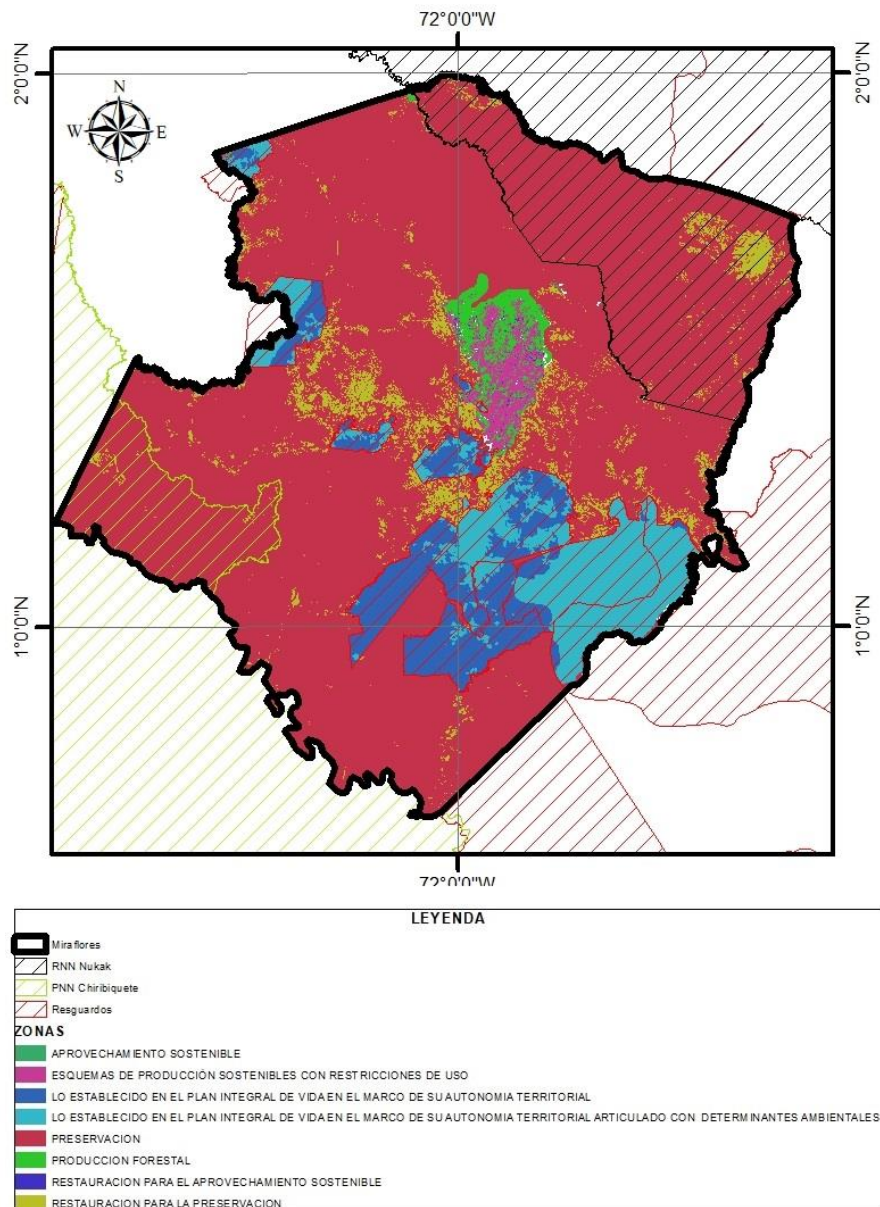 72°0'0"W
2°0'0"N
2°0'0"N
N
W E
S
1°0'0"N
1°0'0"N
72°0'0"W
LEYENDA
Miraflores
RNN Nukak
PNN Chiribiquete
Resguardos
ZONAS
APROVECHAMIENTO SOSTENIBLE
ESQUEMAS DE PRODUCCIÓN SOSTENIBLES CON RESTRICCIONES DE USO
LO ESTABLECIDO EN EL PLAN INTEGRAL DE VIDA EN EL MARCO DE SU AUTONOMIA TERRITORIAL
LO ESTABLECIDO EN EL PLAN INTEGRAL DE VIDA EN EL MARCO DE SU AUTONOMIA TERRITORIAL ARTICULADO CON DETERMINANTES AMBIENTALES
PRESERVACION
PRODUCCION FORESTAL
RESTAURACION PARA EL APROVECHAMIENTO SOSTENIBLE
RESTAURACION PARA LA PRESERVACION